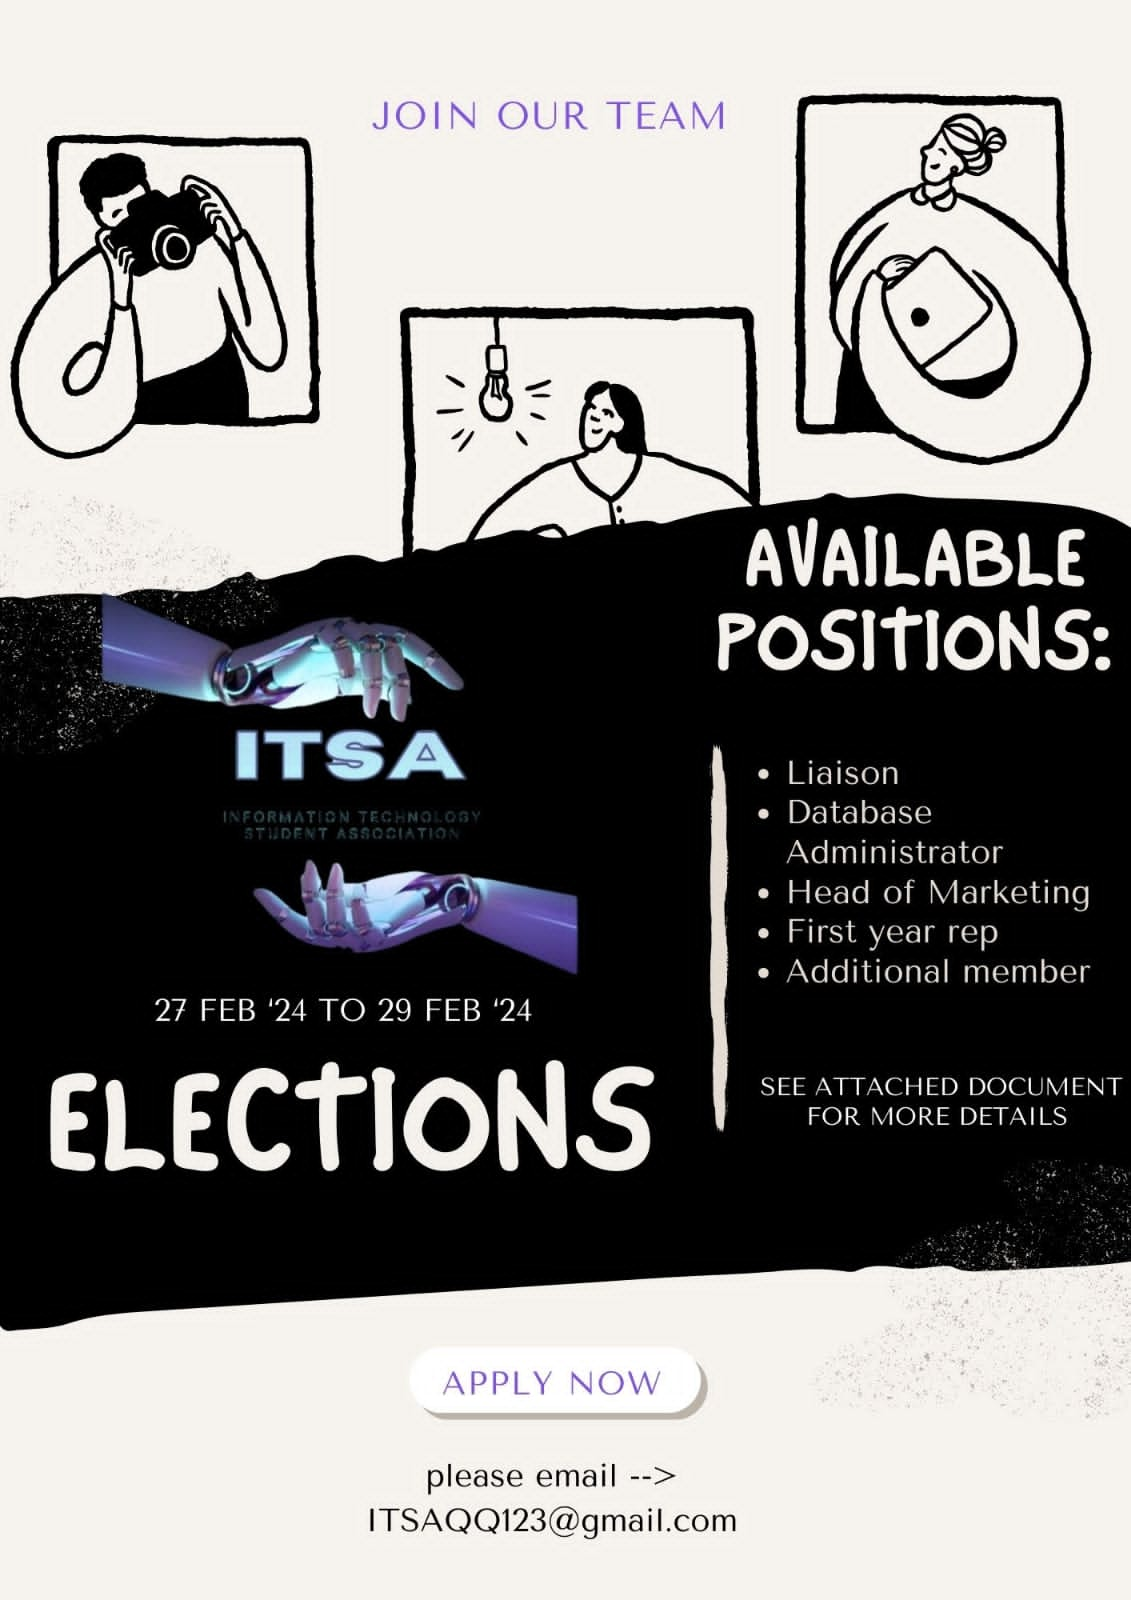 JOIN OUR TEAM
AVAILABLE
POSITIONS:
ITSA
INFORMATION TECHNOLOGY
STUDENT ASSOCIATION
27 FEB ‘24 TO 29 FEB ‘24
ELECTIONS
• Liaison
• Database
Administrator
• Head of Marketing
• First year rep
• Additional member
SEE ATTACHED DOCUMENT
FOR MORE DETAILS
APPLY NOW
please email -->
ITSAQQ123@gmail.com